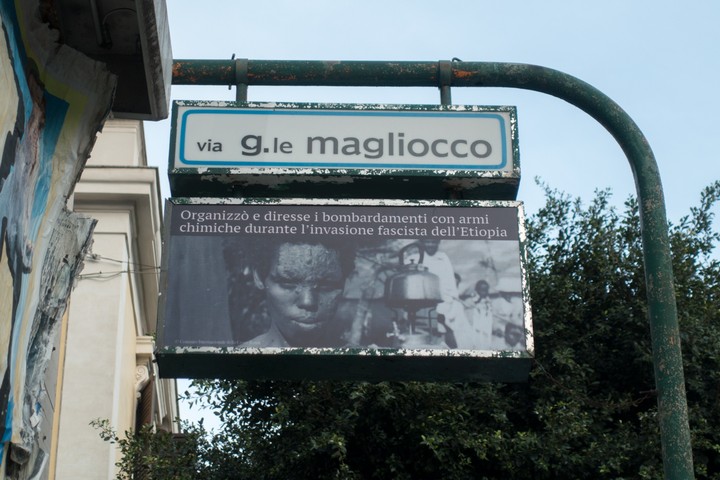 via g.le magliocco
Organizzò e diresse i bombardamenti con armi
chimiche durante l'invasione fascista dell'Etiopia